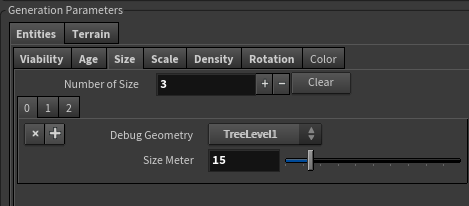 Generation Parameters
Entities Terrain
Viability Age Size Scale Density Rotation Color
Number of Size 3 + − Clear
0 1 2
× + Debug Geometry TreeLevel1
Size Meter 15